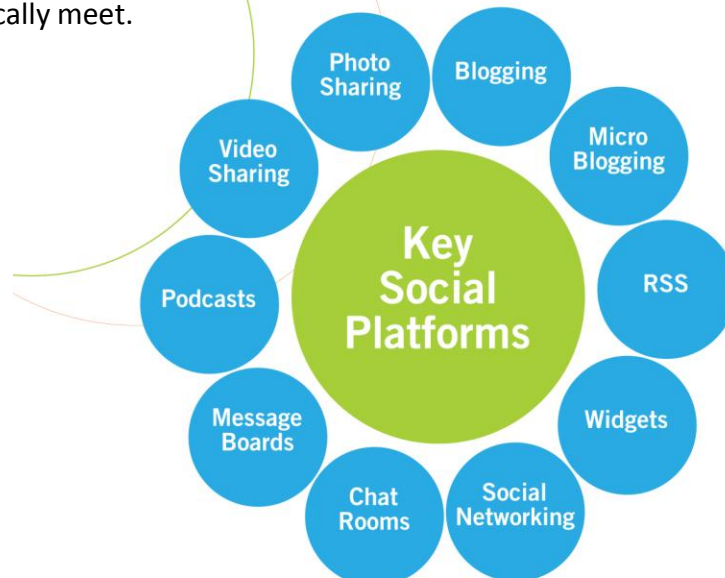 cally meet.
Photo
Sharing
Blogging
Micro
Blogging
Video
Sharing
Key
Social
Platforms
RSS
Podcasts
Widgets
Message
Boards
Chat
Rooms
Social
Networking